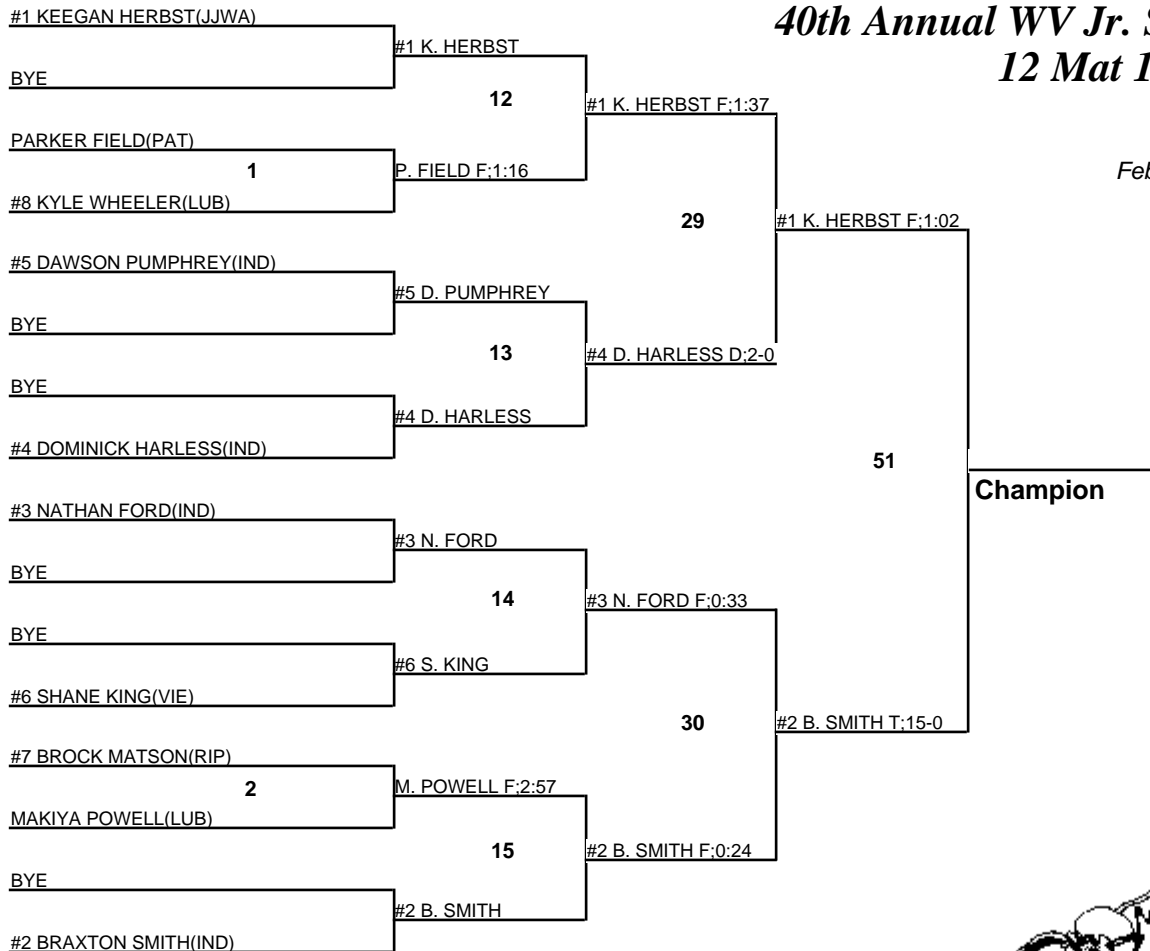 40th Annual WV Jr. S
12 Mat 1
Feb
#1 KEEGAN HERBST(JJWA)
#1 K. HERBST
BYE
12
#1 K. HERBST F;1:37
PARKER FIELD(PAT)
1
P. FIELD F;1:16
#8 KYLE WHEELER(LUB)
29
#1 K. HERBST F;1:02
#5 DAWSON PUMPHREY(IND)
#5 D. PUMPHREY
BYE
13
#4 D. HARLESS D;2-0
BYE
#4 D. HARLESS
#4 DOMINICK HARLESS(IND)
51
Champion
#3 NATHAN FORD(IND)
#3 N. FORD
BYE
14
#3 N. FORD F;0:33
BYE
#6 S. KING
#6 SHANE KING(VIE)
30
#2 B. SMITH T;15-0
#7 BROCK MATSON(RIP)
2
M. POWELL F;2:57
MAKIYA POWELL(LUB)
15
#2 B. SMITH F;0:24
BYE
#2 B. SMITH
#2 BRAXTON SMITH(IND)